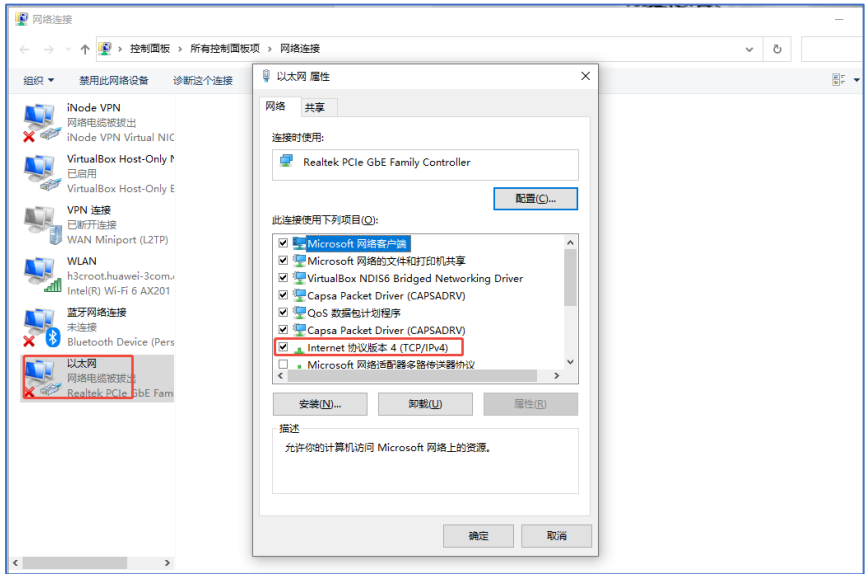 网络连接
控制面板 › 所有控制面板项 › 网络连接
组织 禁用此网络设备 诊断这个连接
iNode VPN
网络电缆被拔出
iNode VPN Virtual NIC
VirtualBox Host-Only N
已启用
VirtualBox Host-Only E
VPN 连接
已断开连接
WAN Miniport (L2TP)
WLAN
h3croot.huawei-3com.
Intel(R) Wi-Fi 6 AX201
蓝牙网络连接
未连接
Bluetooth Device (Pers
以太网
网络电缆被拔出
Realtek PCIe GbE Fam
以太网 属性
网络 共享
连接时使用:
Realtek PCIe GbE Family Controller
配置(C)...
此连接使用下列项目(O):
Microsoft 网络客户端
Microsoft 网络的文件和打印机共享
VirtualBox NDIS6 Bridged Networking Driver
Capsa Packet Driver (CAPSADRV)
QoS 数据包计划程序
Capsa Packet Driver (CAPSADRV)
Internet 协议版本 4 (TCP/IPv4)
Microsoft 网络适配器多路传送器协议
安装(N)... 卸载(U) 属性(R)
描述
允许你的计算机访问 Microsoft 网络上的资源。
确定 取消